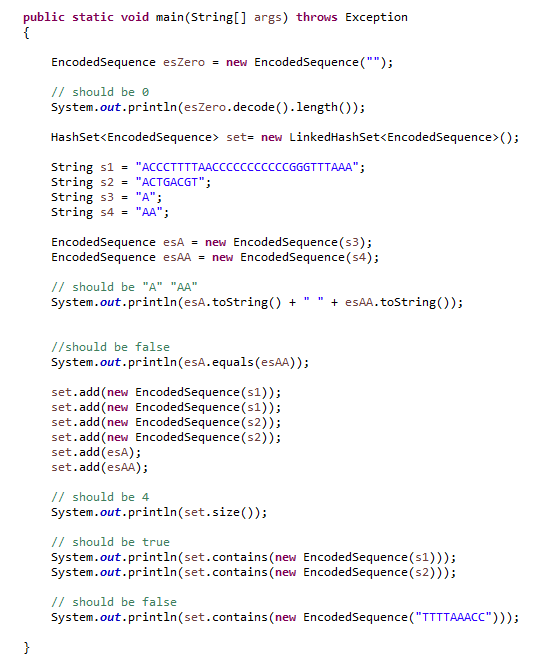 public static void main(String[] args) throws Exception
{
EncodedSequence esZero = new EncodedSequence("");
// should be 0
System.out.println(esZero.decode().length());
HashSet<EncodedSequence> set= new LinkedHashSet<EncodedSequence>();
String s1 = "ACCCTTTTAACCCCCCCCCCCGGGTTTAAA";
String s2 = "ACTGACGT";
String s3 = "A";
String s4 = "AA";
EncodedSequence esA = new EncodedSequence(s3);
EncodedSequence esAA = new EncodedSequence(s4);
// should be "A" "AA"
System.out.println(esA.toString() + " " + esAA.toString());
//should be false
System.out.println(esA.equals(esAA));
set.add(new EncodedSequence(s1));
set.add(new EncodedSequence(s1));
set.add(new EncodedSequence(s2));
set.add(new EncodedSequence(s2));
set.add(esA);
set.add(esAA);
// should be 4
System.out.println(set.size());
// should be true
System.out.println(set.contains(new EncodedSequence(s1)));
System.out.println(set.contains(new EncodedSequence(s2)));
// should be false
System.out.println(set.contains(new EncodedSequence("TTTTAAACC")));
}